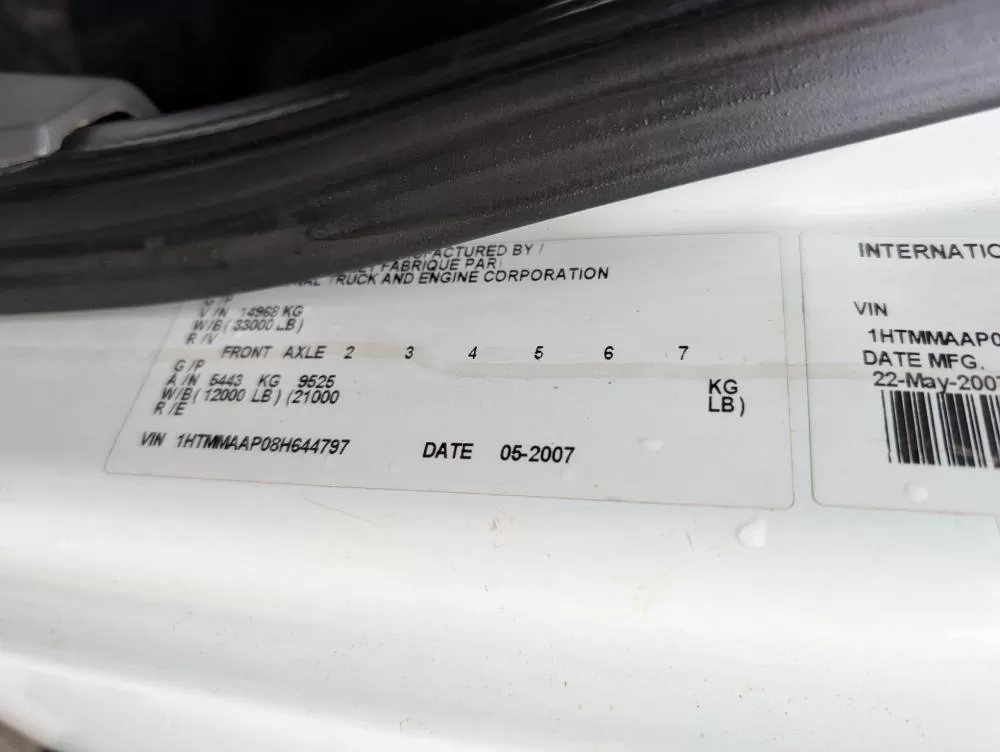 FACTURED BY /
FABRIQUE PAR
NAL TRUCK AND ENGINE CORPORATION
G /P
V /N 14968 KG
W/B ( 33000 LB)
R /V
FRONT AXLE 2 3 4 5 6 7
G /P
A /N 5443 KG 9525 KG
W/B( 12000 LB ) (21000 LB )
R /E
VIN 1HTMMAAP08H644797 DATE 05-2007
INTERNATIO
VIN
1HTMMAAP0
DATE MFG.
22-May-2007